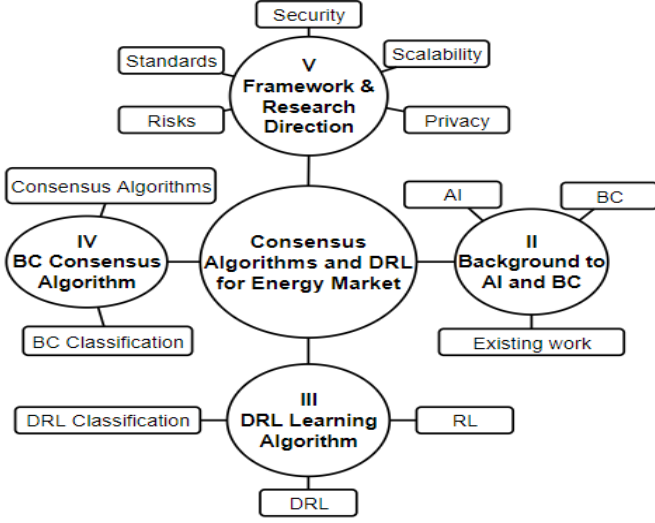 Security
Standards
Scalability
V
Framework &
Research
Direction
Risks
Privacy
Consensus Algorithms
AI
BC
IV
BC Consensus
Algorithm
Consensus
Algorithms and DRL
for Energy Market
II
Background to
AI and BC
BC Classification
Existing work
III
DRL Learning
Algorithm
DRL Classification
RL
DRL